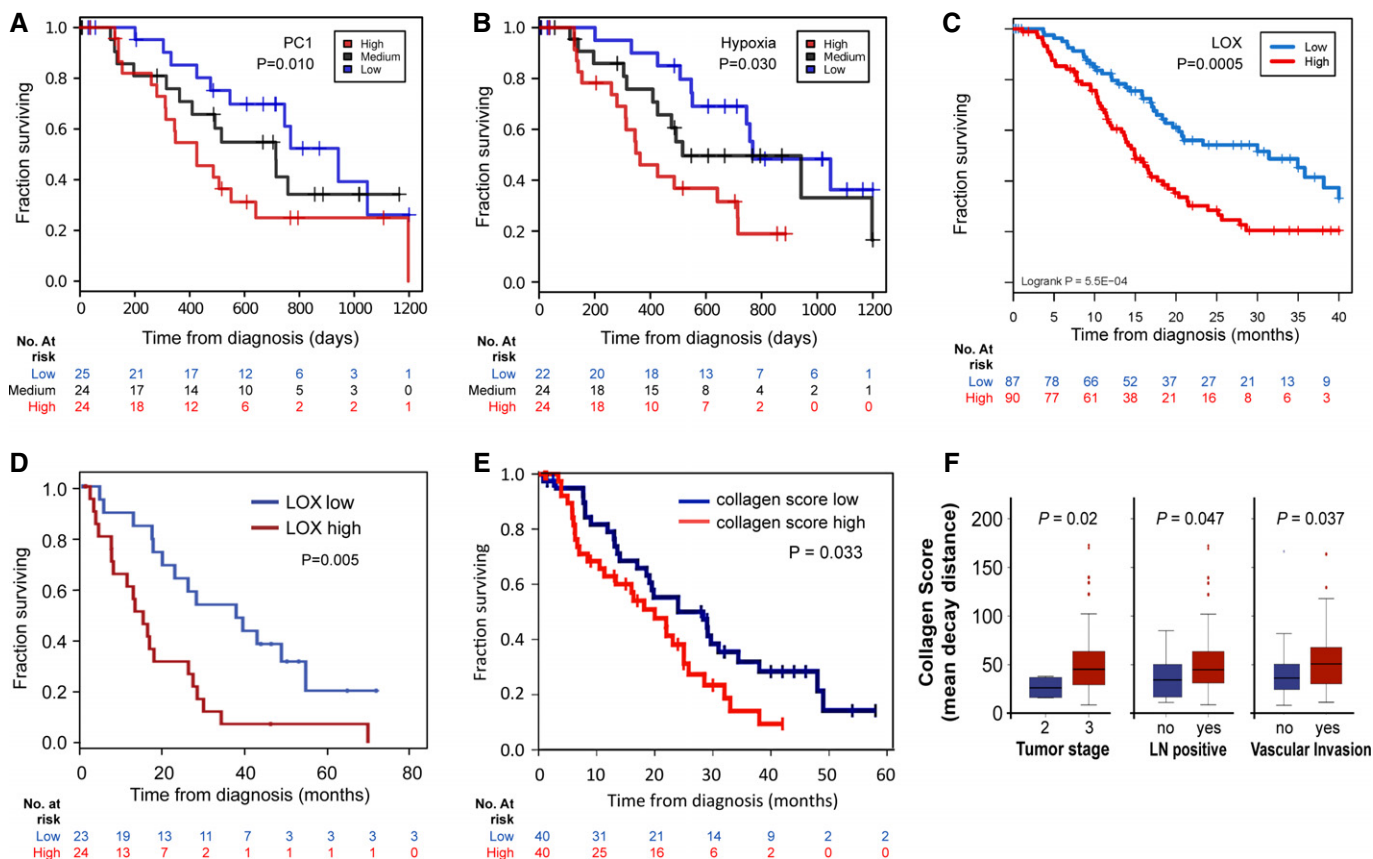 A
PC1
P=0.010
High
Medium
Low
Fraction surviving
1.0
0.8
0.6
0.4
0.2
0.0
0 200 400 600 800 1000 1200
Time from diagnosis (days)
No. At
risk
Low 25 21 17 12 6 3 1
Medium 24 17 14 10 5 3 0
High 24 18 12 6 2 2 1
B
Hypoxia
P=0.030
High
Medium
Low
Fraction surviving
1.0
0.8
0.6
0.4
0.2
0.0
0 200 400 600 800 1000 1200
Time from diagnosis (days)
No. At
risk
Low 22 20 18 13 7 6 1
Medium 24 18 15 8 4 2 1
High 24 18 10 7 2 0 0
C
LOX
P=0.0005
Low
High
Fraction surviving
1.0
0.8
0.6
0.4
0.2
0.0
Logrank P = 5.5E−04
0 5 10 15 20 25 30 35 40
Time from diagnosis (months)
No. At
risk
Low 87 78 66 52 37 27 21 13 9
High 90 77 61 38 21 16 8 6 3
D
LOX low
LOX high
P=0.005
Fraction surviving
1.0
0.8
0.6
0.4
0.2
0.0
0 20 40 60 80
Time from diagnosis (months)
No. at
risk
Low 23 19 13 11 7 3 3 3 3
High 24 13 7 2 1 1 1 1 0
E
collagen score low
collagen score high
P = 0.033
Fraction surviving
1.0
0.8
0.6
0.4
0.2
0.0
0 10 20 30 40 50 60
Time from diagnosis (months)
No. At
risk
Low 40 31 21 14 9 2 2
High 40 25 16 6 2 0 0
F
Collagen Score
(mean decay distance)
200
150
100
50
0
P = 0.02
2 3
Tumor stage
P = 0.047
no yes
LN positive
P = 0.037
no yes
Vascular Invasion